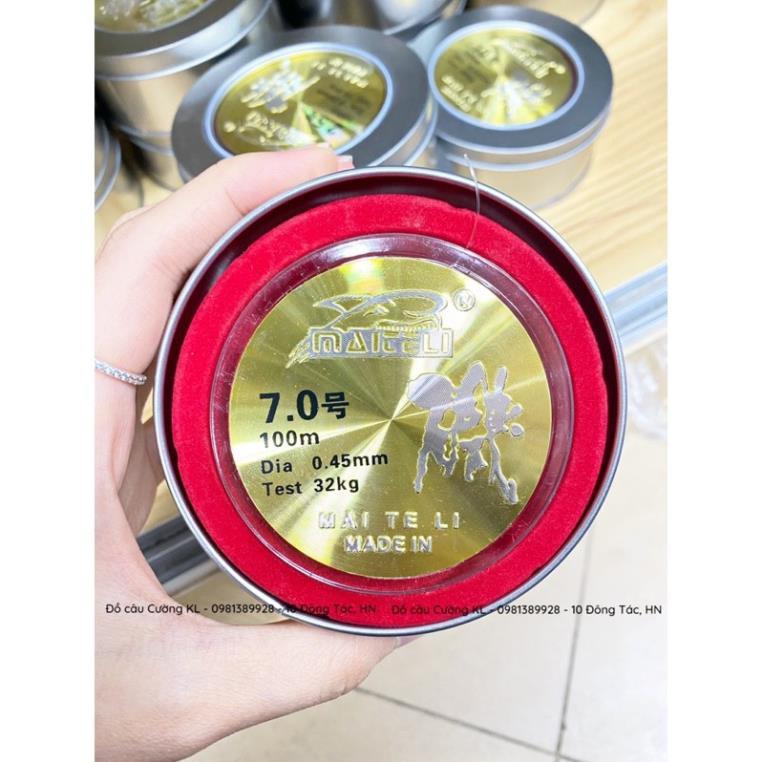 MAITELI ®
7.0号
100m
Dia 0.45mm
Test 32kg
MAI TE LI
MADE IN
Đồ câu Cường KL - 0981389928 - 10 Đông Tác, HN
Đồ câu Cường KL - 0981389928 - 10 Đông Tác, HN